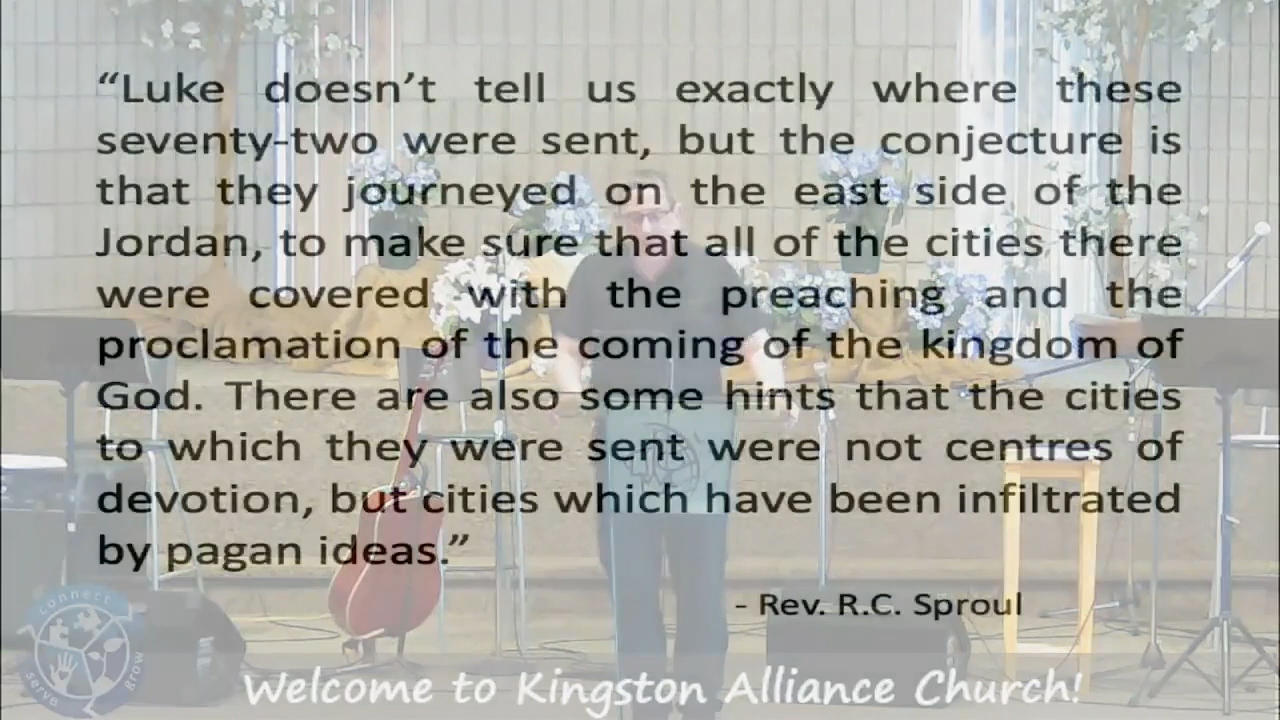 “Luke doesn’t tell us exactly where these
seventy-two were sent, but the conjecture is
that they journeyed on the east side of the
Jordan, to make sure that all of the cities there
were covered with the preaching and the
proclamation of the coming of the kingdom of
God. There are also some hints that the cities
to which they were sent were not centres of
devotion, but cities which have been infiltrated
by pagan ideas.”
- Rev. R.C. Sproul
connect
serve
grow
Welcome to Kingston Alliance Church!